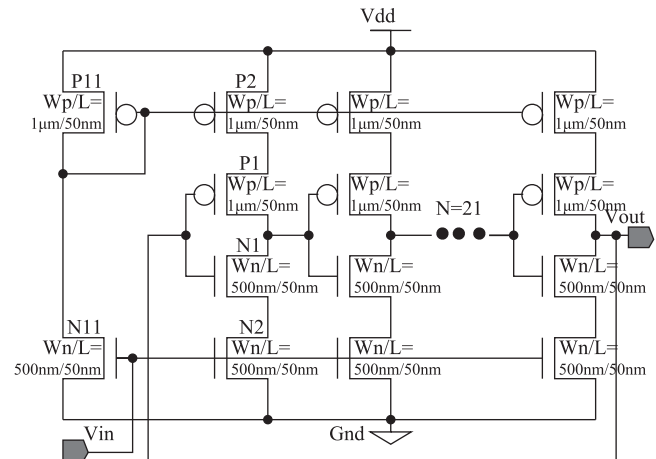 Vdd
P11
P2
Wp/L=
1μm/50nm
Wp/L=
1μm/50nm
Wp/L=
1μm/50nm
Wp/L=
1μm/50nm
P1
Wp/L=
1μm/50nm
Wp/L=
1μm/50nm
N=21
Wp/L=
1μm/50nm
Vout
N1
Wn/L=
500nm/50nm
Wn/L=
500nm/50nm
Wn/L=
500nm/50nm
N11
N2
Wn/L=
500nm/50nm
Wn/L=
500nm/50nm
Wn/L=
500nm/50nm
Wn/L=
500nm/50nm
Vin
Gnd